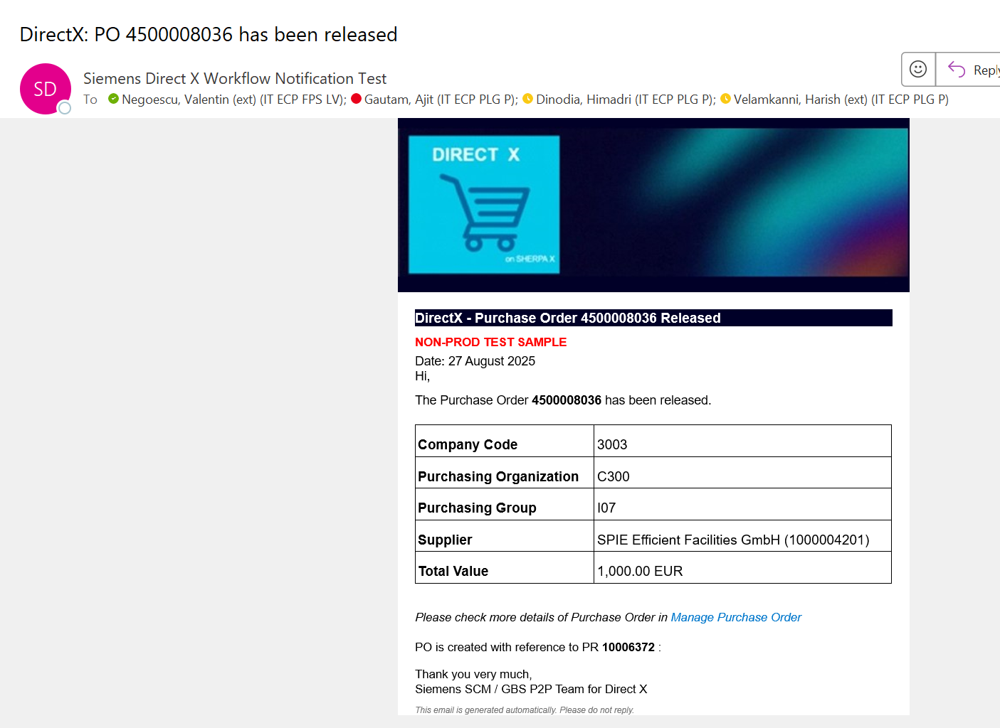 DirectX: PO 4500008036 has been released
SD
Siemens Direct X Workflow Notification Test
To Negoescu, Valentin (ext) (IT ECP FPS LV); Gautam, Ajit (IT ECP PLG P); Dinodia, Himadri (IT ECP PLG P); Velamkanni, Harish (ext) (IT ECP PLG P)
Reply
DIRECT X
on SHERPA X
DirectX - Purchase Order 4500008036 Released
NON-PROD TEST SAMPLE
Date: 27 August 2025
Hi,
The Purchase Order 4500008036 has been released.
Company Code 3003
Purchasing Organization C300
Purchasing Group I07
Supplier SPIE Efficient Facilities GmbH (1000004201)
Total Value 1,000.00 EUR
Please check more details of Purchase Order in Manage Purchase Order
PO is created with reference to PR 10006372 :
Thank you very much,
Siemens SCM / GBS P2P Team for Direct X
This email is generated automatically. Please do not reply.